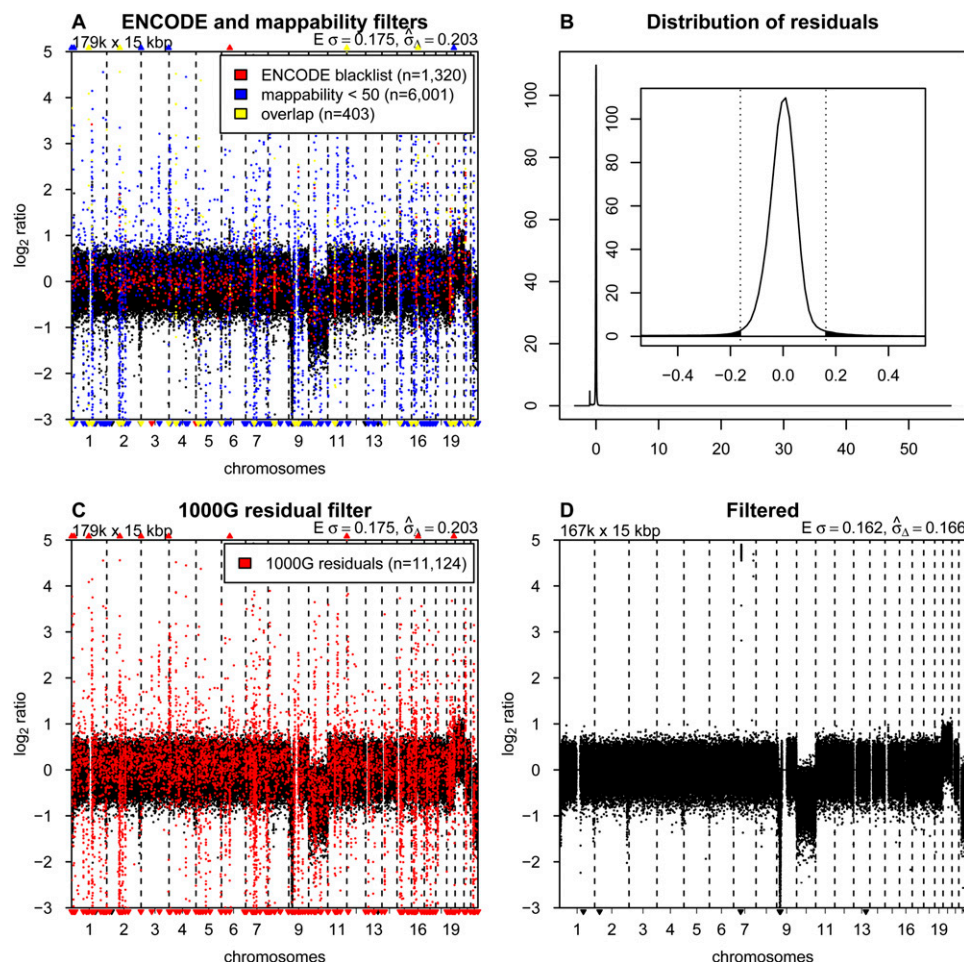 A ENCODE and mappability filters
179k x 15 kbp
E σ = 0.175, σ̂Δ = 0.203
ENCODE blacklist (n=1,320)
mappability < 50 (n=6,001)
overlap (n=403)
5
4
3
2
1
0
−1
−2
−3
log2 ratio
1 2 3 4 5 6 7 9 11 13 16 19
chromosomes
B Distribution of residuals
100
80
60
40
20
0
0 10 20 30 40 50
100
80
60
40
20
0
−0.4 −0.2 0.0 0.2 0.4
C 1000G residual filter
179k x 15 kbp
E σ = 0.175, σ̂Δ = 0.203
1000G residuals (n=11,124)
5
4
3
2
1
0
−1
−2
−3
log2 ratio
1 2 3 4 5 6 7 9 11 13 16 19
chromosomes
D Filtered
167k x 15 kbp
E σ = 0.162, σ̂Δ = 0.166
5
4
3
2
1
0
−1
−2
−3
log2 ratio
1 2 3 4 5 6 7 9 11 13 16 19
chromosomes